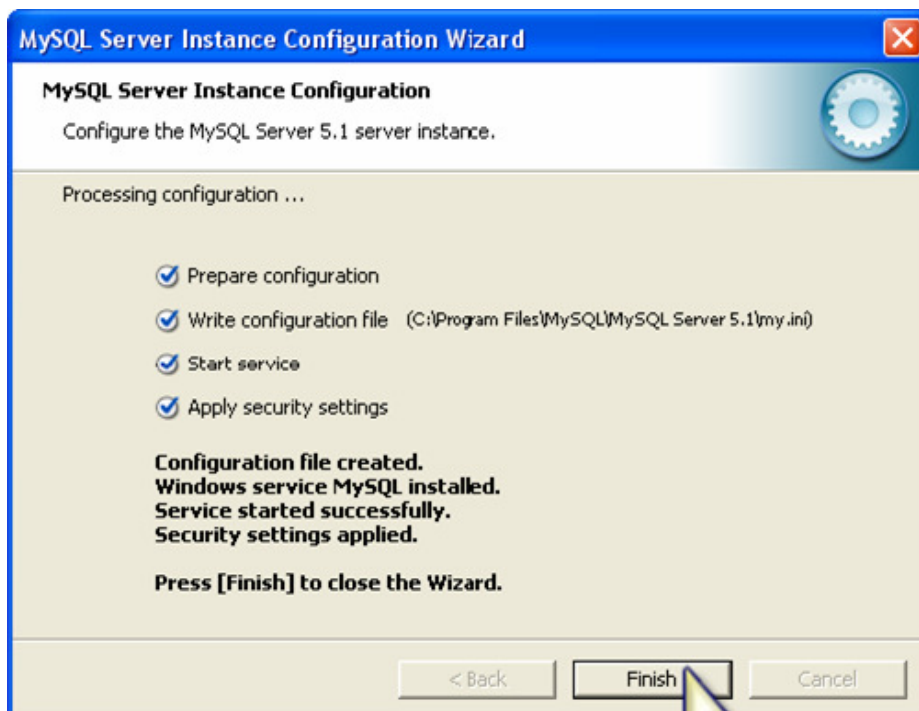 MySQL Server Instance Configuration Wizard
MySQL Server Instance Configuration
Configure the MySQL Server 5.1 server instance.
Processing configuration ...
Prepare configuration
Write configuration file (C:\Program Files\MySQL\MySQL Server 5.1\my.ini)
Start service
Apply security settings
Configuration file created.
Windows service MySQL installed.
Service started successfully.
Security settings applied.
Press [Finish] to close the Wizard.
< Back Finish Cancel